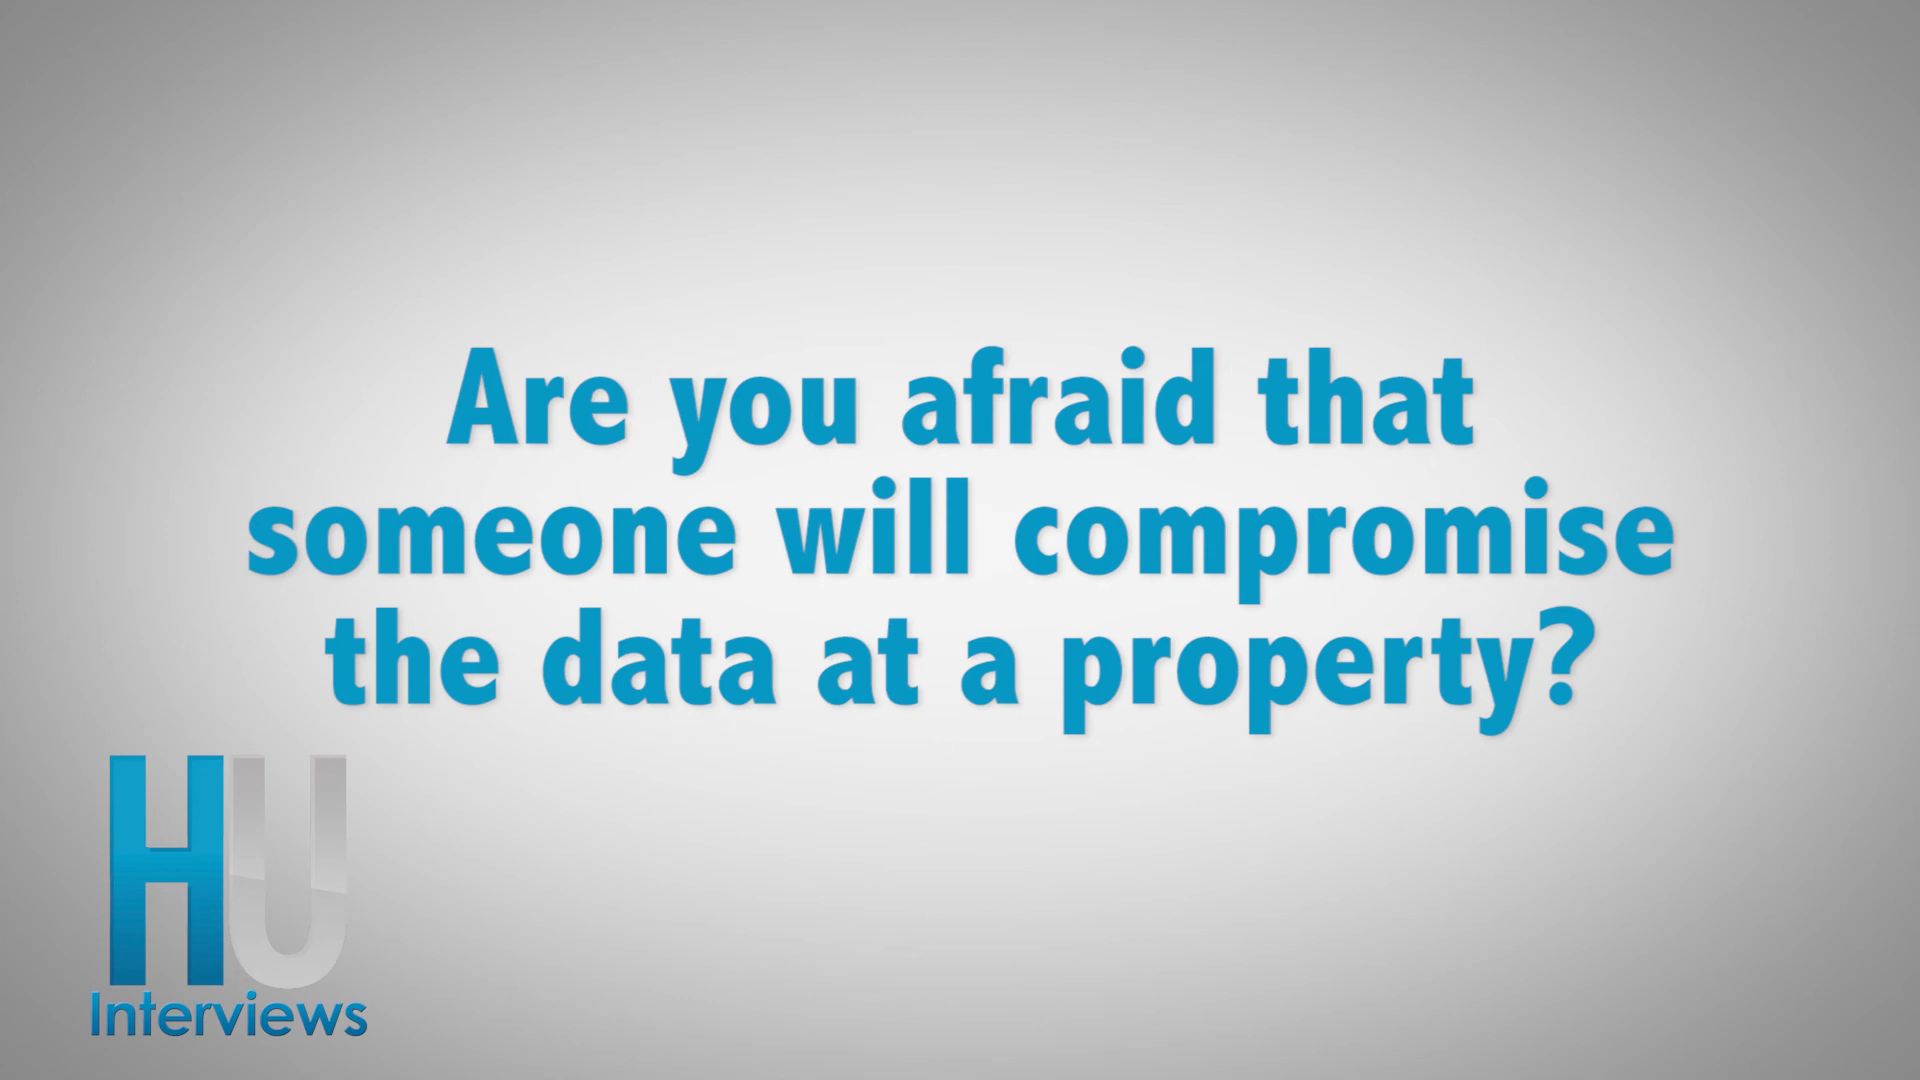 Are you afraid that
someone will compromise
the data at a property?
HU
Interviews